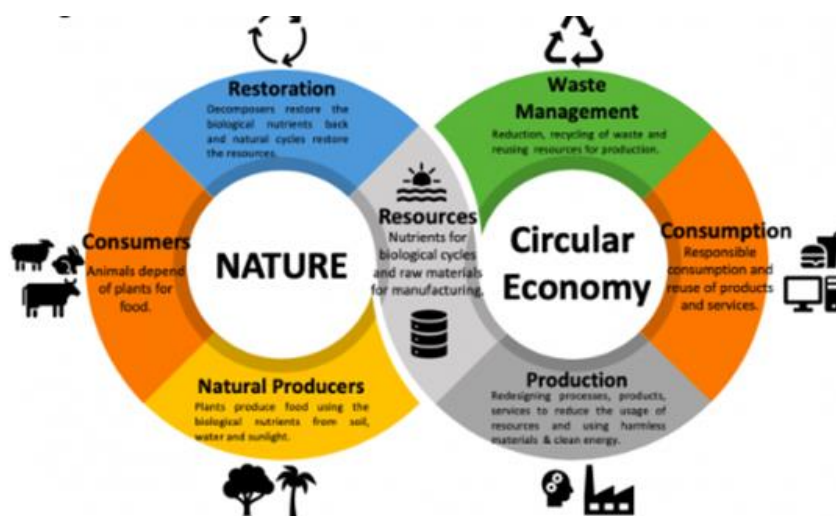 Restoration
Decomposers restore the
biological nutrients back
and natural cycles restore
the resources.
Waste
Management
Reduction, recycling of waste and
reusing resources for production.
Consumers
Animals depend
of plants for
food.
NATURE
Resources
Nutrients for
biological cycles
and raw materials
for manufacturing.
Circular
Economy
Consumption
Responsible
consumption and
reuse of products
and services.
Natural Producers
Plants produce food using the
biological nutrients from soil,
water and sunlight.
Production
Redesigning processes, products,
services to reduce the usage of
resources and using harmless
materials & clean energy.